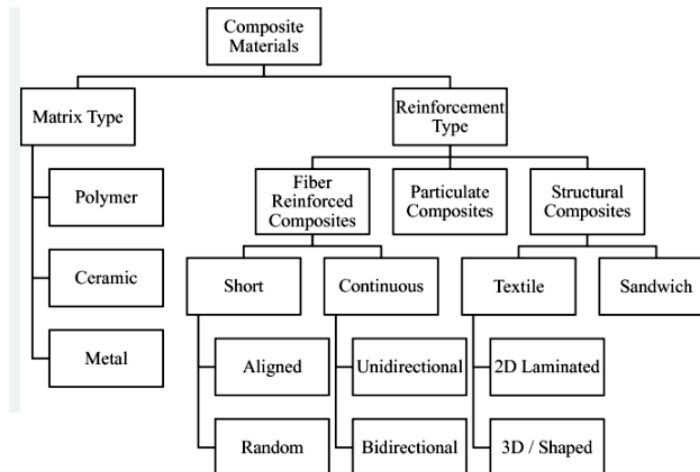 Composite
Materials
Matrix Type
Reinforcement
Type
Polymer
Ceramic
Metal
Fiber
Reinforced
Composites
Particulate
Composites
Structural
Composites
Short
Continuous
Textile
Sandwich
Aligned
Unidirectional
2D Laminated
Random
Bidirectional
3D / Shaped